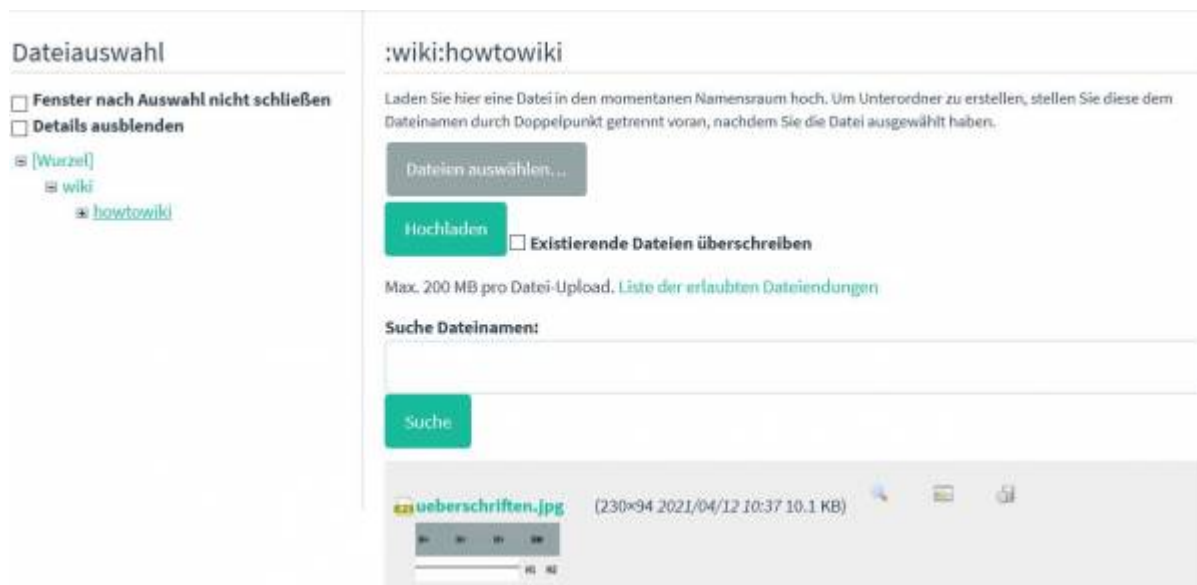 Dateiauswahl
Fenster nach Auswahl nicht schließen
Details ausblenden
[Wurzel]
wiki
howtowiki
:wiki:howtowiki
Laden Sie hier eine Datei in den momentanen Namensraum hoch. Um Unterordner zu erstellen, stellen Sie diese dem
Dateinamen durch Doppelpunkt getrennt voran, nachdem Sie die Datei ausgewählt haben.
Dateien auswählen...
Hochladen
Existierende Dateien überschreiben
Max. 200 MB pro Datei-Upload. Liste der erlaubten Dateiendungen
Suche Dateinamen:
Suche
ueberschriften.jpg (230×94 2021/04/12 10:37 10.1 KB)